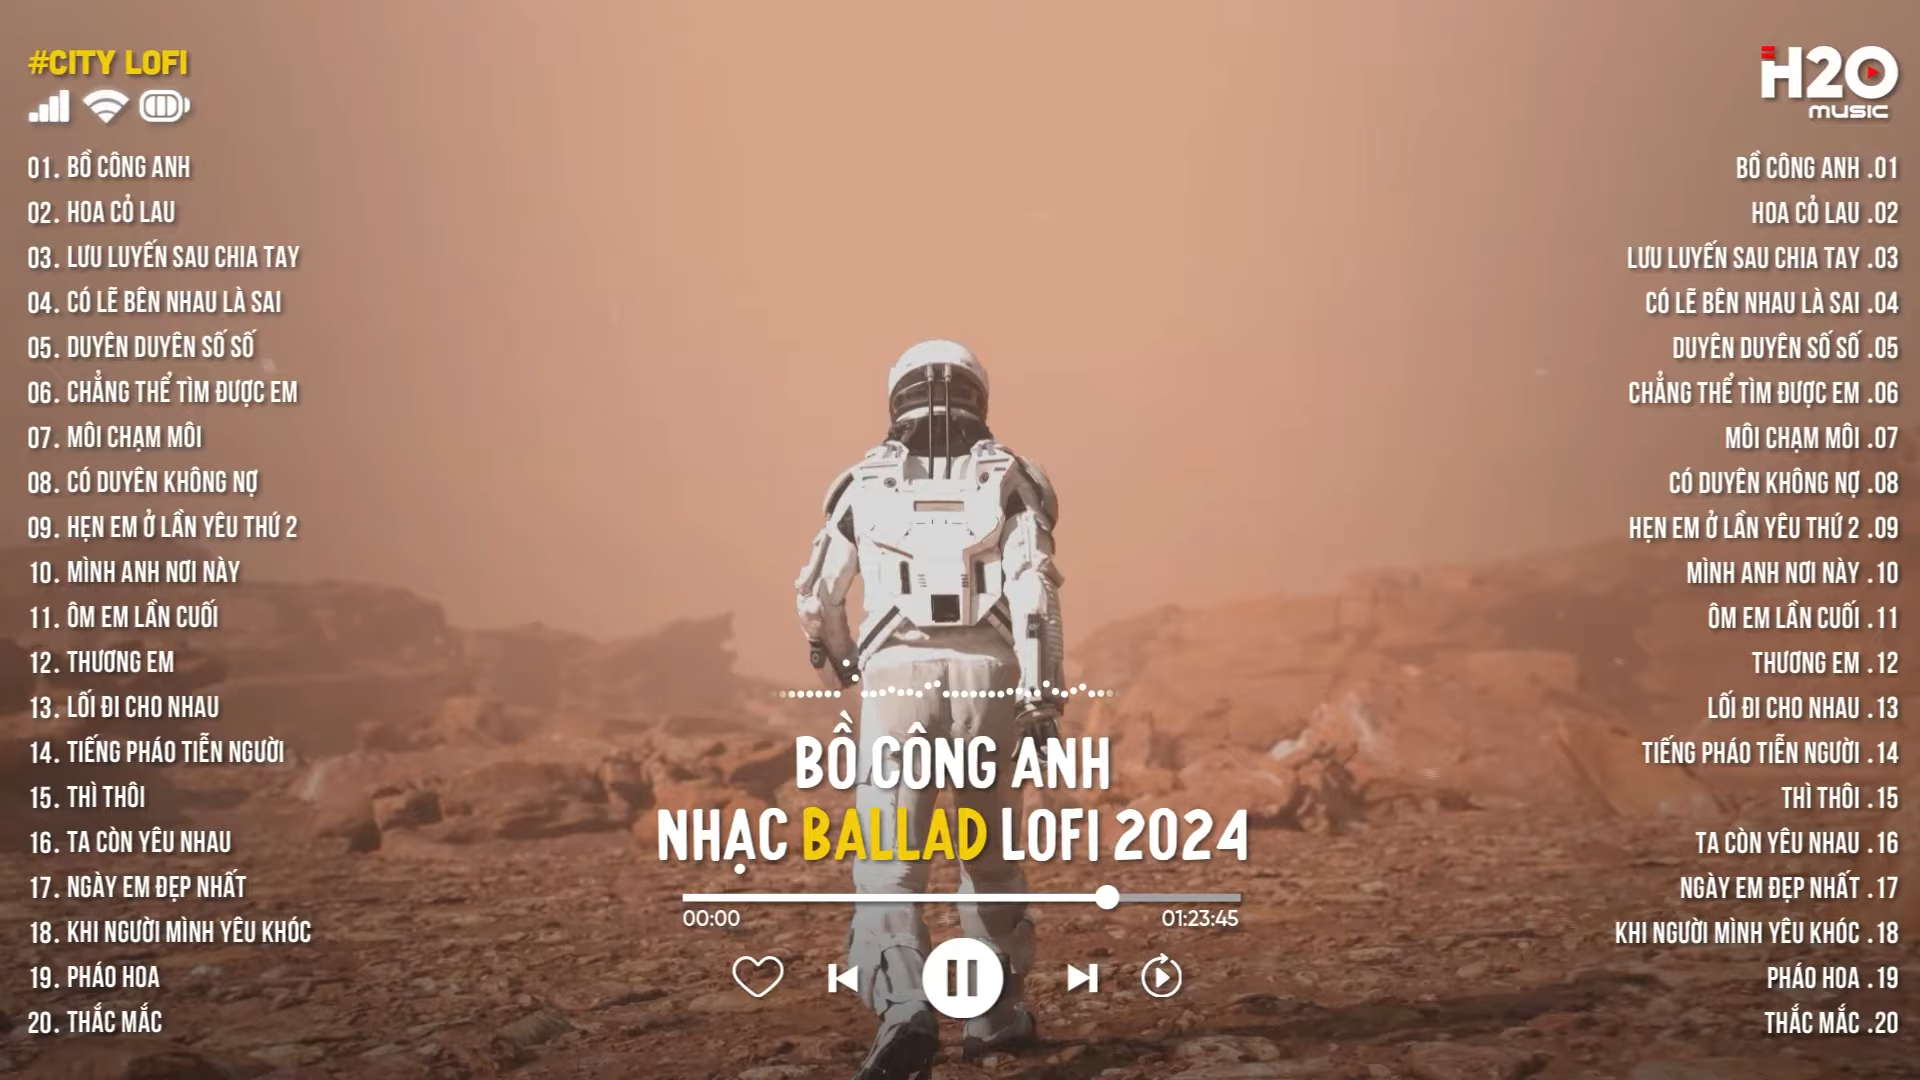 #CITY LOFI
H2O
MUSIC
01. BỒ CÔNG ANH
02. HOA CỎ LAU
03. LƯU LUYẾN SAU CHIA TAY
04. CÓ LẼ BÊN NHAU LÀ SAI
05. DUYÊN DUYÊN SỐ SỐ
06. CHẲNG THỂ TÌM ĐƯỢC EM
07. MÔI CHẠM MÔI
08. CÓ DUYÊN KHÔNG NỢ
09. HẸN EM Ở LẦN YÊU THỨ 2
10. MÌNH ANH NƠI NÀY
11. ÔM EM LẦN CUỐI
12. THƯƠNG EM
13. LỐI ĐI CHO NHAU
14. TIẾNG PHÁO TIỄN NGƯỜI
15. THÌ THÔI
16. TA CÒN YÊU NHAU
17. NGÀY EM ĐẸP NHẤT
18. KHI NGƯỜI MÌNH YÊU KHÓC
19. PHÁO HOA
20. THẮC MẮC
BỒ CÔNG ANH
NHẠC BALLAD LOFI 2024
00:00
01:23:45
BỒ CÔNG ANH .01
HOA CỎ LAU .02
LƯU LUYẾN SAU CHIA TAY .03
CÓ LẼ BÊN NHAU LÀ SAI .04
DUYÊN DUYÊN SỐ SỐ .05
CHẲNG THỂ TÌM ĐƯỢC EM .06
MÔI CHẠM MÔI .07
CÓ DUYÊN KHÔNG NỢ .08
HẸN EM Ở LẦN YÊU THỨ 2 .09
MÌNH ANH NƠI NÀY .10
ÔM EM LẦN CUỐI .11
THƯƠNG EM .12
LỐI ĐI CHO NHAU .13
TIẾNG PHÁO TIỄN NGƯỜI .14
THÌ THÔI .15
TA CÒN YÊU NHAU .16
NGÀY EM ĐẸP NHẤT .17
KHI NGƯỜI MÌNH YÊU KHÓC .18
PHÁO HOA .19
THẮC MẮC .20